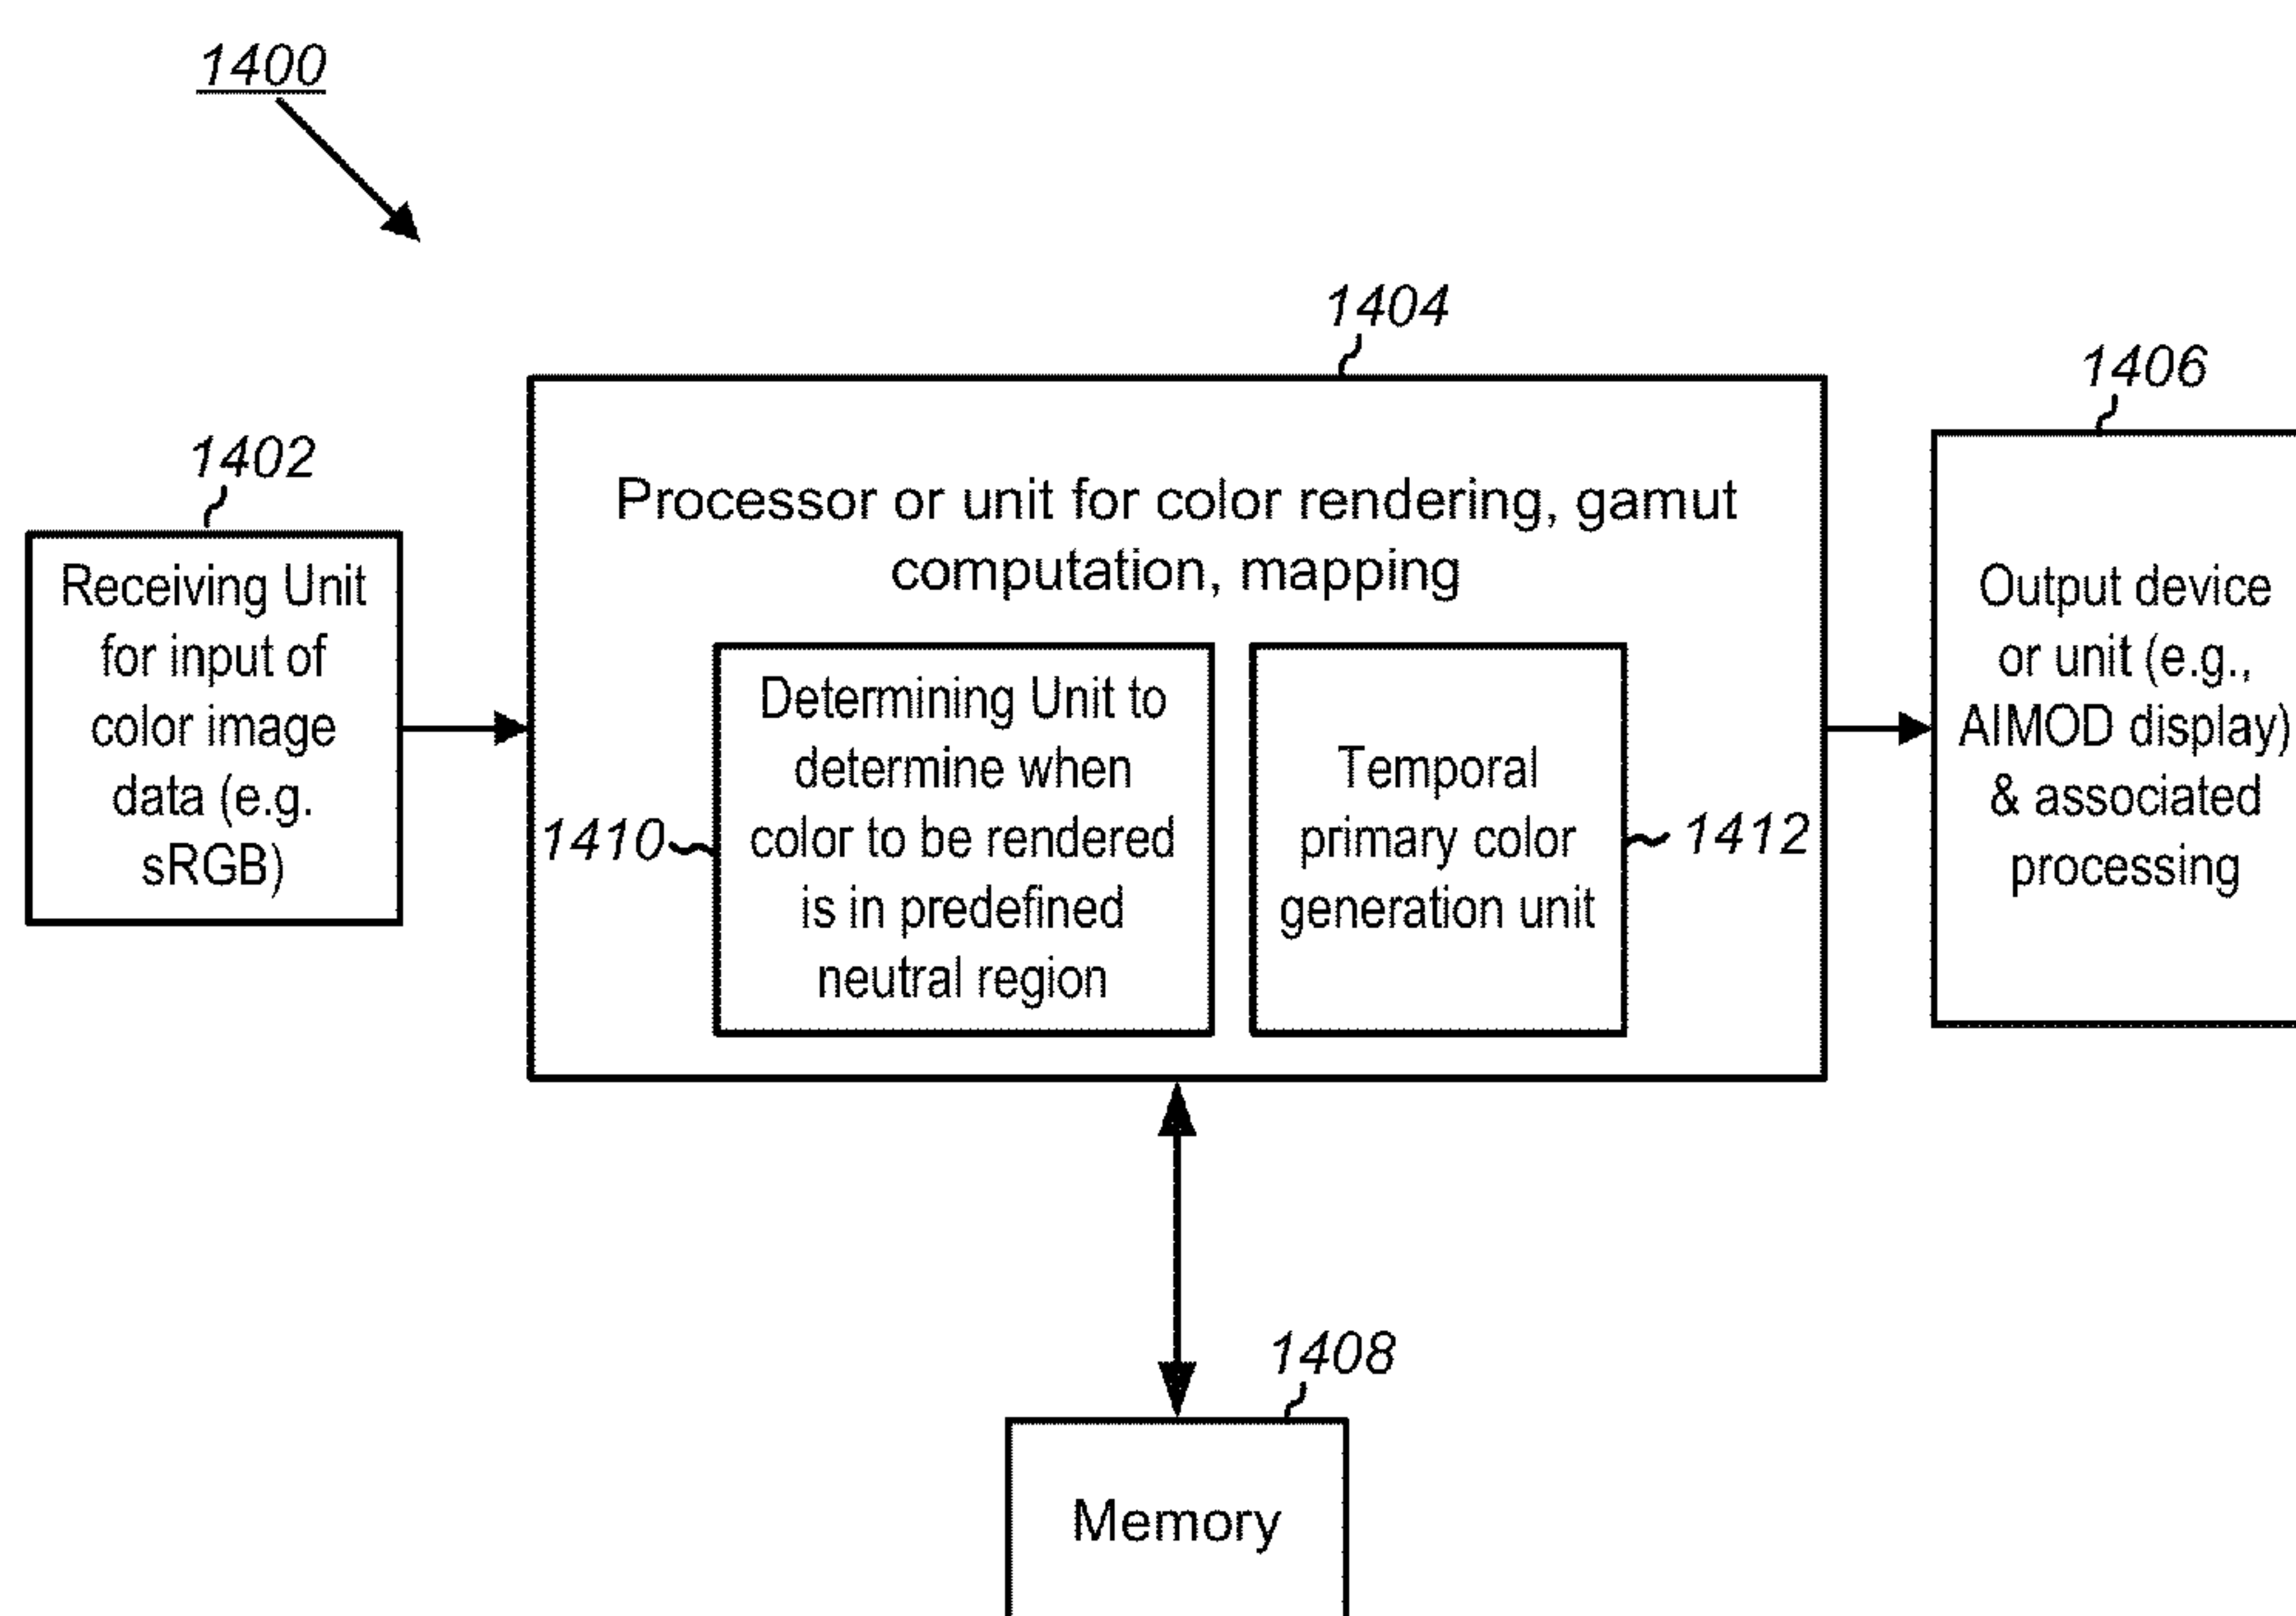 1400
1404
1406
1402
Processor or unit for color rendering, gamut
computation, mapping
Receiving Unit
for input of
color image
data (e.g.
sRGB)
Determining Unit to
determine when
color to be rendered
is in predefined
neutral region
1410
Temporal
primary color
generation unit
1412
Output device
or unit (e.g.,
AIMOD display)
& associated
processing
1408
Memory